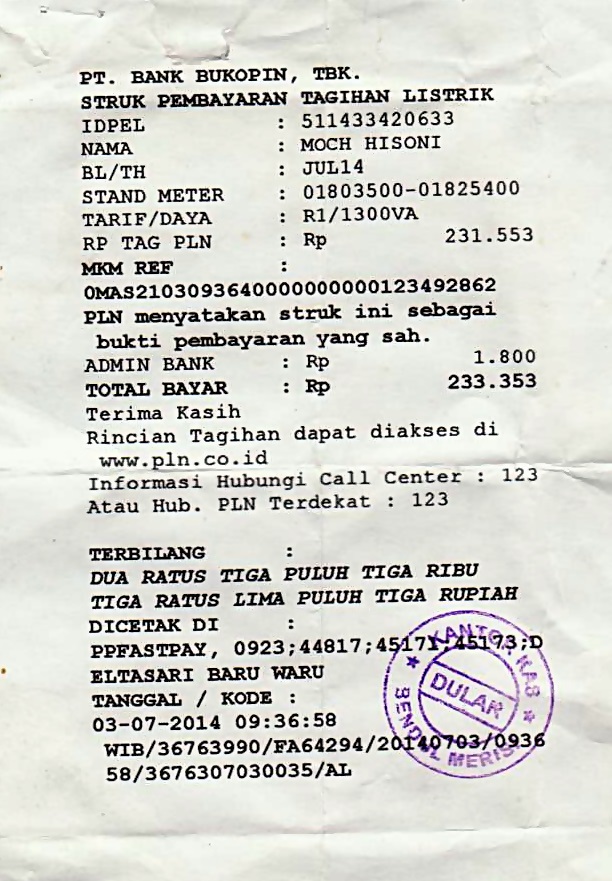 PT. BANK BUKOPIN, TBK.
STRUK PEMBAYARAN TAGIHAN LISTRIK
IDPEL : 511433420633
NAMA : MOCH HISONI
BL/TH : JUL14
STAND METER : 01803500-01825400
TARIF/DAYA : R1/1300VA
RP TAG PLN : Rp 231.553
MKM REF :
0MAS21030936400000000000123492862
PLN menyatakan struk ini sebagai
bukti pembayaran yang sah.
ADMIN BANK : Rp 1.800
TOTAL BAYAR : Rp 233.353
Terima Kasih
Rincian Tagihan dapat diakses di
www.pln.co.id
Informasi Hubungi Call Center : 123
Atau Hub. PLN Terdekat : 123
TERBILANG :
DUA RATUS TIGA PULUH TIGA RIBU
TIGA RATUS LIMA PULUH TIGA RUPIAH
DICETAK DI :
PPFASTPAY, 0923;44817;45171;45173;D
ELTASARI BARU WARU
TANGGAL / KODE :
03-07-2014 09:36:58
WIB/36763990/FA64294/20140703/0936
58/3676307030035/AL
KANTOR KAS
DULAR
BENDUL MERISI